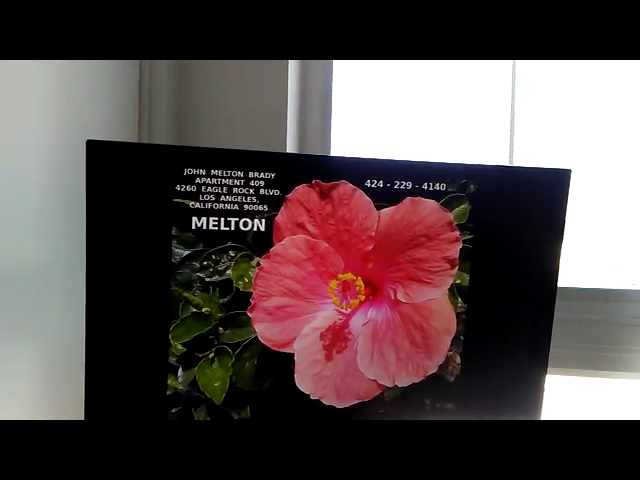 JOHN MELTON BRADY
APARTMENT 409
4260 EAGLE ROCK BLVD.
LOS ANGELES,
CALIFORNIA 90065
MELTON
424 - 229 - 4140